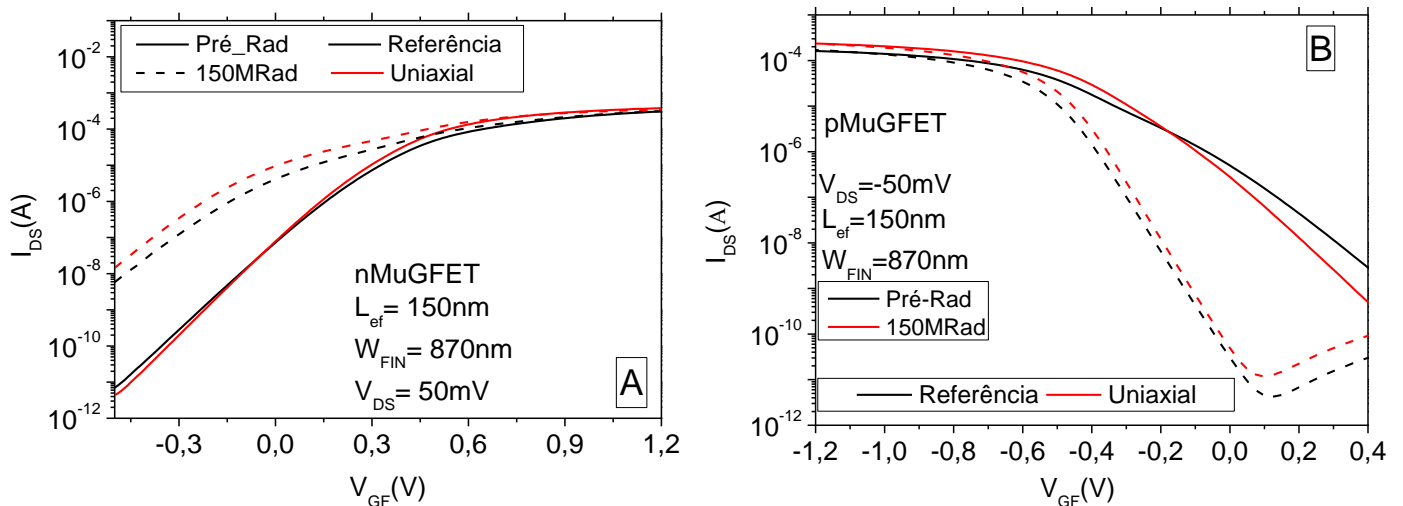 10^-2
10^-4
10^-6
10^-8
10^-10
10^-12
I_DS(A)
Pré_Rad Referência
150MRad Uniaxial
nMuGFET
L_ef= 150nm
W_FIN= 870nm
V_DS= 50mV
A
-0,3 0,0 0,3 0,6 0,9 1,2
V_GF(V)
10^-4
10^-6
10^-8
10^-10
10^-12
I_DS(A)
B
pMuGFET
V_DS=-50mV
L_ef=150nm
W_FIN=870nm
Pré-Rad
150MRad
Referência Uniaxial
-1,2 -1,0 -0,8 -0,6 -0,4 -0,2 0,0 0,2 0,4
V_GF(V)